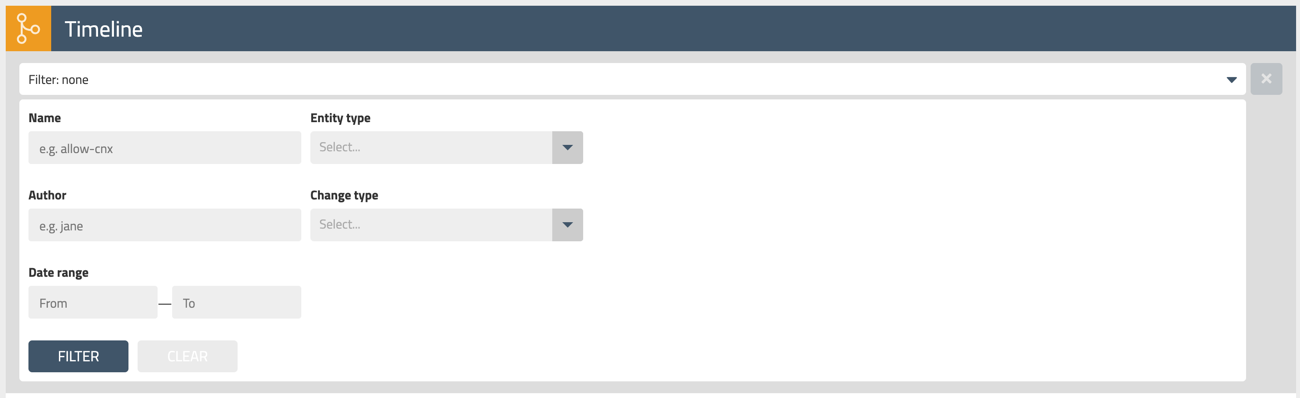 Timeline
Filter: none
Name
Entity type
e.g. allow-cnx
Select...
Author
Change type
e.g. jane
Select...
Date range
From — To
FILTER CLEAR